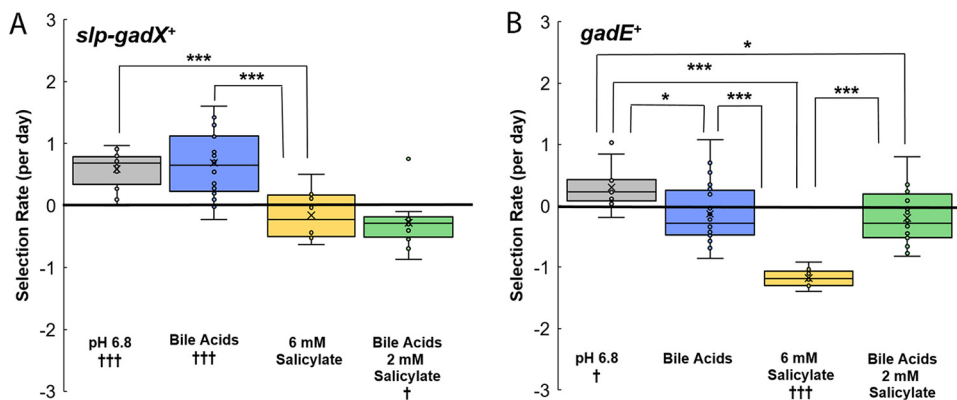 A
slp-gadX⁺
Selection Rate (per day)
3
2
1
0
-1
-2
-3
***
***
pH 6.8
†††
Bile Acids
†††
6 mM
Salicylate
Bile Acids
2 mM
Salicylate
†
B
gadE⁺
Selection Rate (per day)
3
2
1
0
-1
-2
-3
*
***
*
***
***
pH 6.8
†
Bile Acids
6 mM
Salicylate
†††
Bile Acids
2 mM
Salicylate